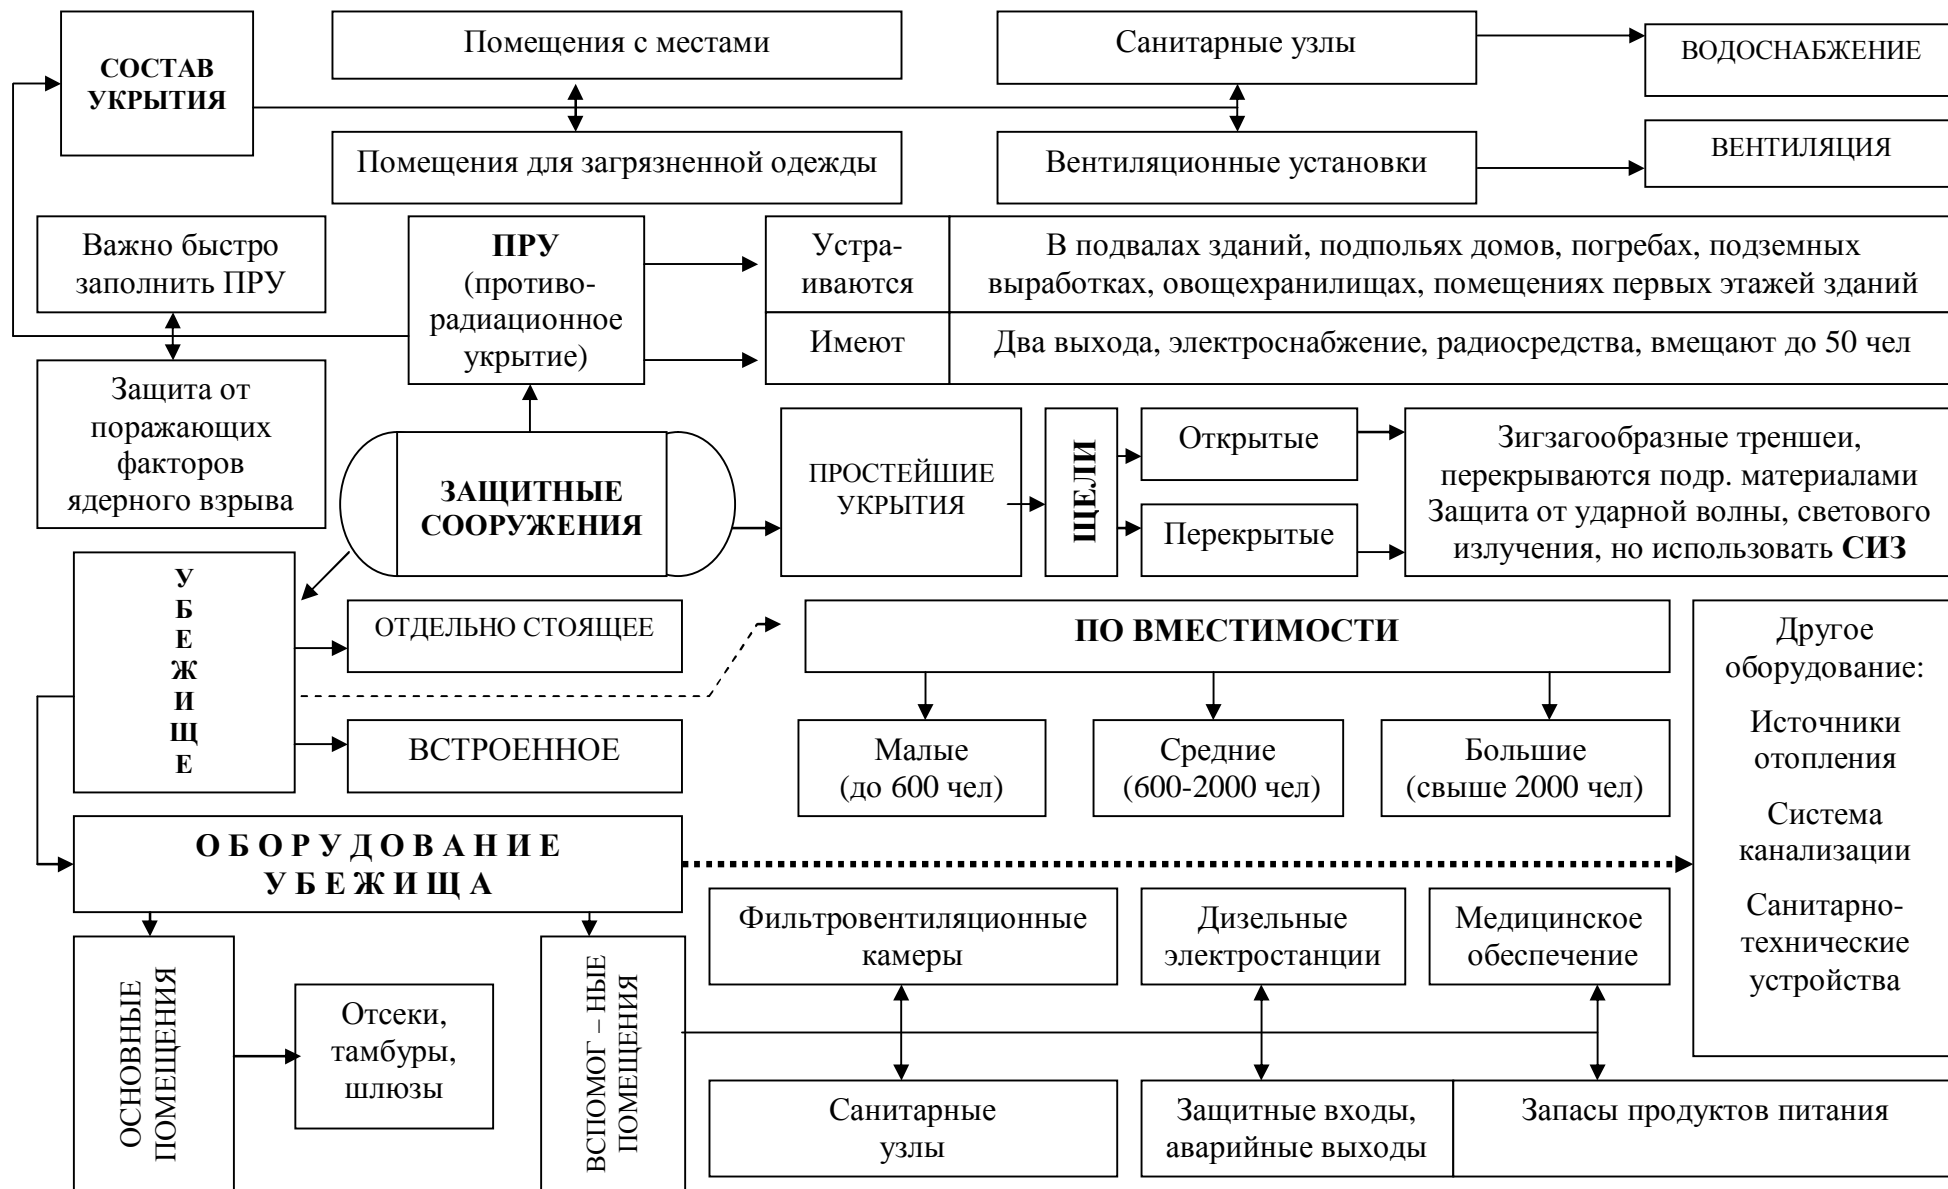 СОСТАВ
УКРЫТИЯ
Помещения с местами
Санитарные узлы
ВОДОСНАБЖЕНИЕ
Помещения для загрязненной одежды
Вентиляционные установки
ВЕНТИЛЯЦИЯ
Важно быстро
заполнить ПРУ
ПРУ
(противо-
радиационное
укрытие)
Устра-
иваются
В подвалах зданий, подпольях домов, погребах, подземных
выработках, овощехранилищах, помещениях первых этажей зданий
Имеют
Два выхода, электроснабжение, радиосредства, вмещают до 50 чел
Защита от
поражающих
факторов
ядерного взрыва
ЗАЩИТНЫЕ
СООРУЖЕНИЯ
ПРОСТЕЙШИЕ
УКРЫТИЯ
ЩЕЛИ
Открытые
Перекрытые
Зигзагообразные треншеи,
перекрываются подр. материалами
Защита от ударной волны, светового
излучения, но использовать СИЗ
У
Б
Е
Ж
И
Щ
Е
ОТДЕЛЬНО СТОЯЩЕЕ
ВСТРОЕННОЕ
ПО ВМЕСТИМОСТИ
Малые
(до 600 чел)
Средние
(600-2000 чел)
Большие
(свыше 2000 чел)
Другое
оборудование:
Источники
отопления
Система
канализации
Санитарно-
технические
устройства
О Б О Р У Д О В А Н И Е
У Б Е Ж И Щ А
ОСНОВНЫЕ
ПОМЕЩЕНИЯ
Отсеки,
тамбуры,
шлюзы
ВСПОМОГ – НЫЕ
ПОМЕЩЕНИЯ
Фильтровентиляционные
камеры
Дизельные
электростанции
Медицинское
обеспечение
Санитарные
узлы
Защитные входы,
аварийные выходы
Запасы продуктов питания